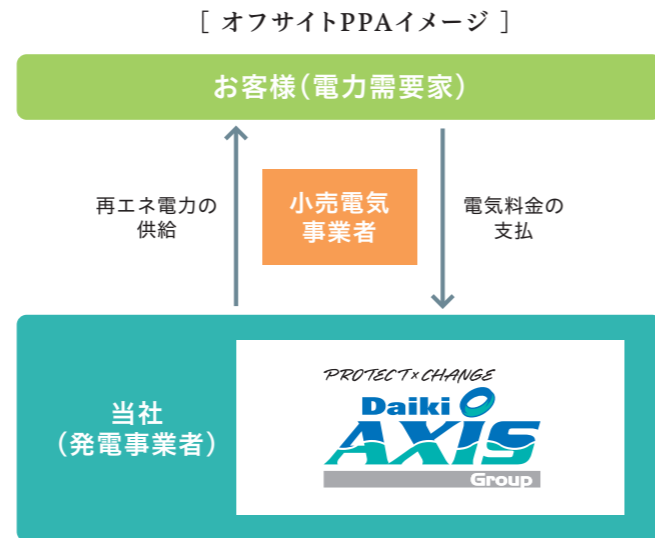 [ オフサイトPPAイメージ ]
お客様（電力需要家）
再エネ電力の
供給
小売電気
事業者
電気料金の
支払
当社
（発電事業者）
PROTECT×CHANGE
Daiki
AXIS
Group